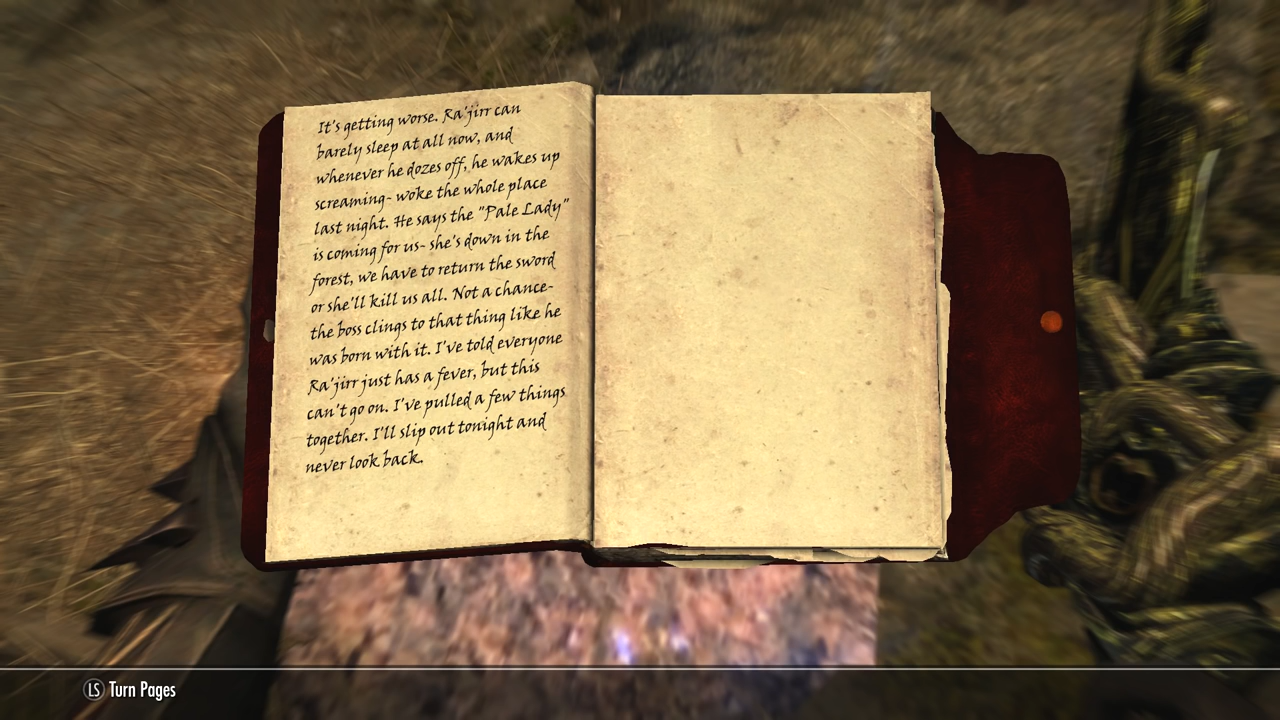 It's getting worse. Ra'jirr can
barely sleep at all now, and
whenever he dozes off, he wakes up
screaming- woke the whole place
last night. He says the "Pale Lady"
is coming for us- she's down in the
forest, we have to return the sword
or she'll kill us all. Not a chance-
the boss clings to that thing like he
was born with it. I've told everyone
Ra'jirr just has a fever, but this
can't go on. I've pulled a few things
together. I'll slip out tonight and
never look back.
LS Turn Pages